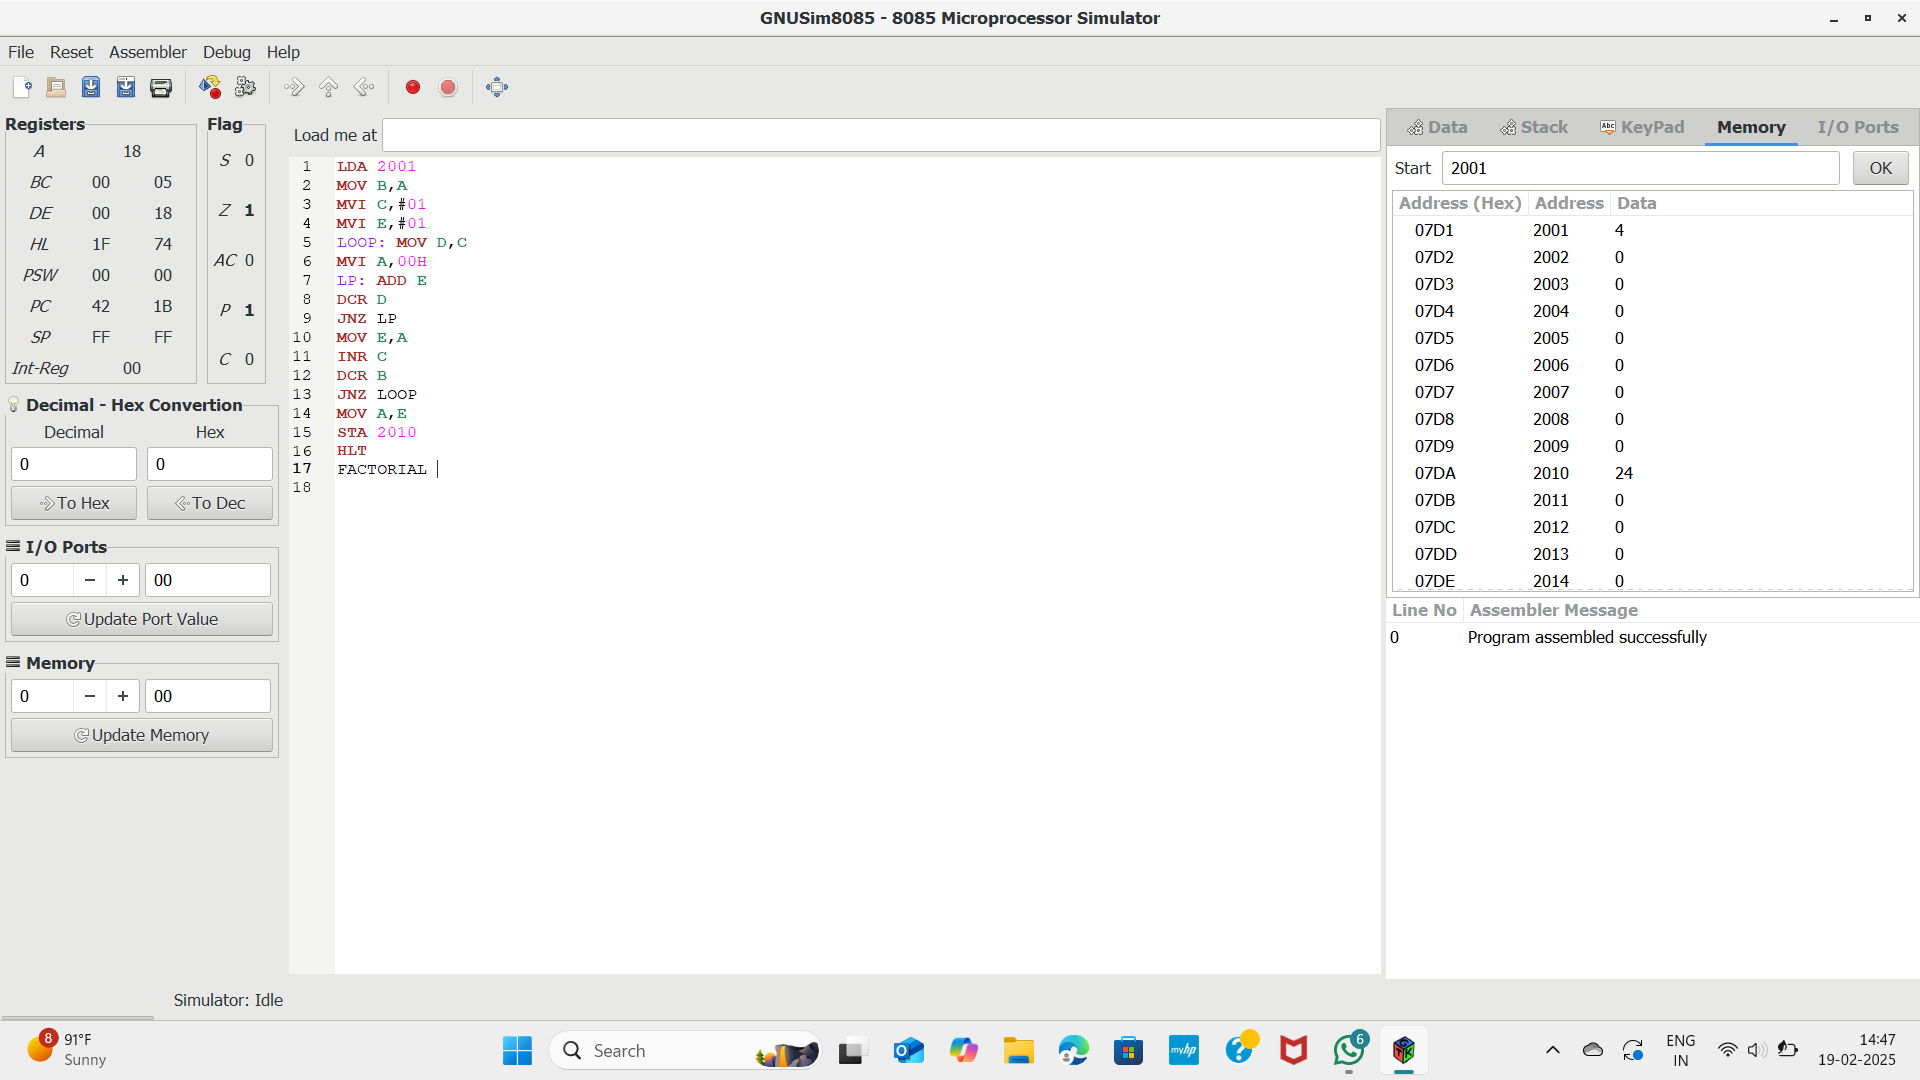 GNUSim8085 - 8085 Microprocessor Simulator
File Reset Assembler Debug Help
Registers
A 18
BC 00 05
DE 00 18
HL 1F 74
PSW 00 00
PC 42 1B
SP FF FF
Int-Reg 00
Flag
S 0
Z 1
AC 0
P 1
C 0
Decimal - Hex Convertion
Decimal Hex
0 0
To Hex To Dec
I/O Ports
0 − + 00
Update Port Value
Memory
0 − + 00
Update Memory
Load me at
1 LDA 2001
2 MOV B,A
3 MVI C,#01
4 MVI E,#01
5 LOOP: MOV D,C
6 MVI A,00H
7 LP: ADD E
8 DCR D
9 JNZ LP
10 MOV E,A
11 INR C
12 DCR B
13 JNZ LOOP
14 MOV A,E
15 STA 2010
16 HLT
17 FACTORIAL
18
Data Stack Abc KeyPad Memory I/O Ports
Start 2001 OK
Address (Hex) Address Data
07D1 2001 4
07D2 2002 0
07D3 2003 0
07D4 2004 0
07D5 2005 0
07D6 2006 0
07D7 2007 0
07D8 2008 0
07D9 2009 0
07DA 2010 24
07DB 2011 0
07DC 2012 0
07DD 2013 0
07DE 2014 0
Line No Assembler Message
0 Program assembled successfully
Simulator: Idle
8 91°F
Sunny
Search
myhp
6
ENG
IN
14:47
19-02-2025